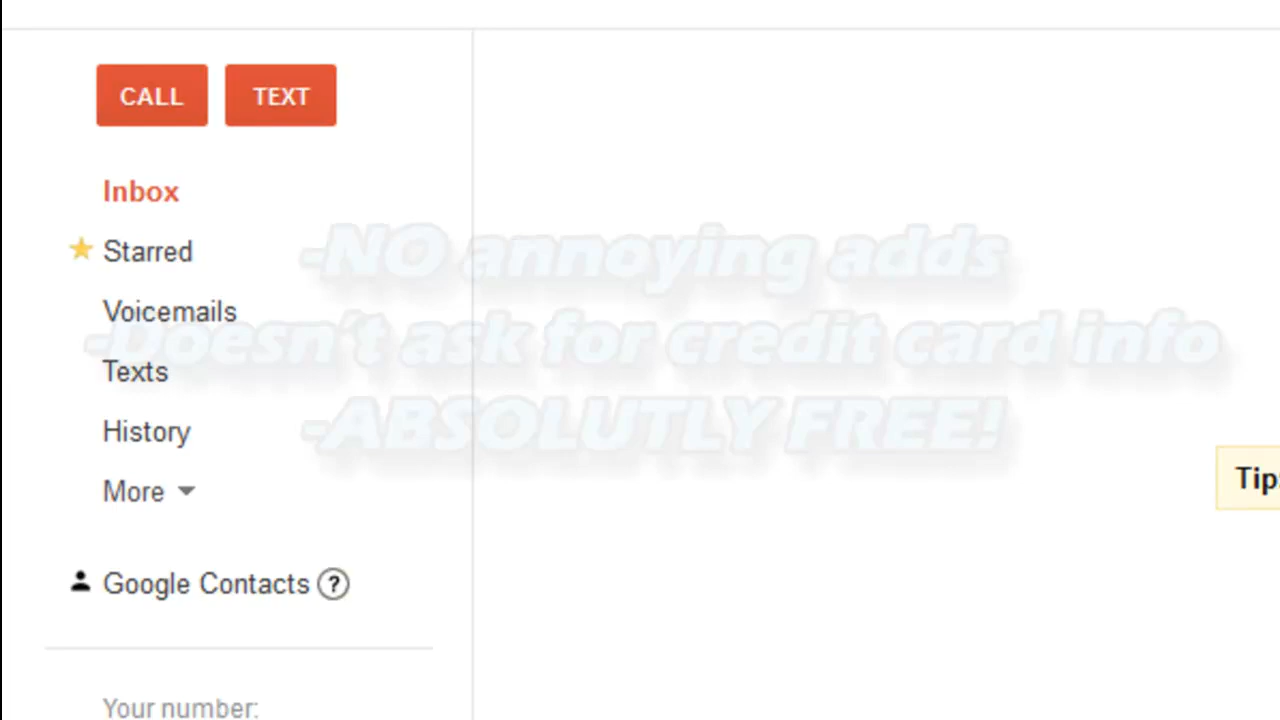 CALL TEXT
Inbox
Starred
-NO annoying adds
Voicemails
-Doesn't ask for credit card info
Texts
-ABSOLUTLY FREE!
History
Tip:
More
Google Contacts ?
Your number: